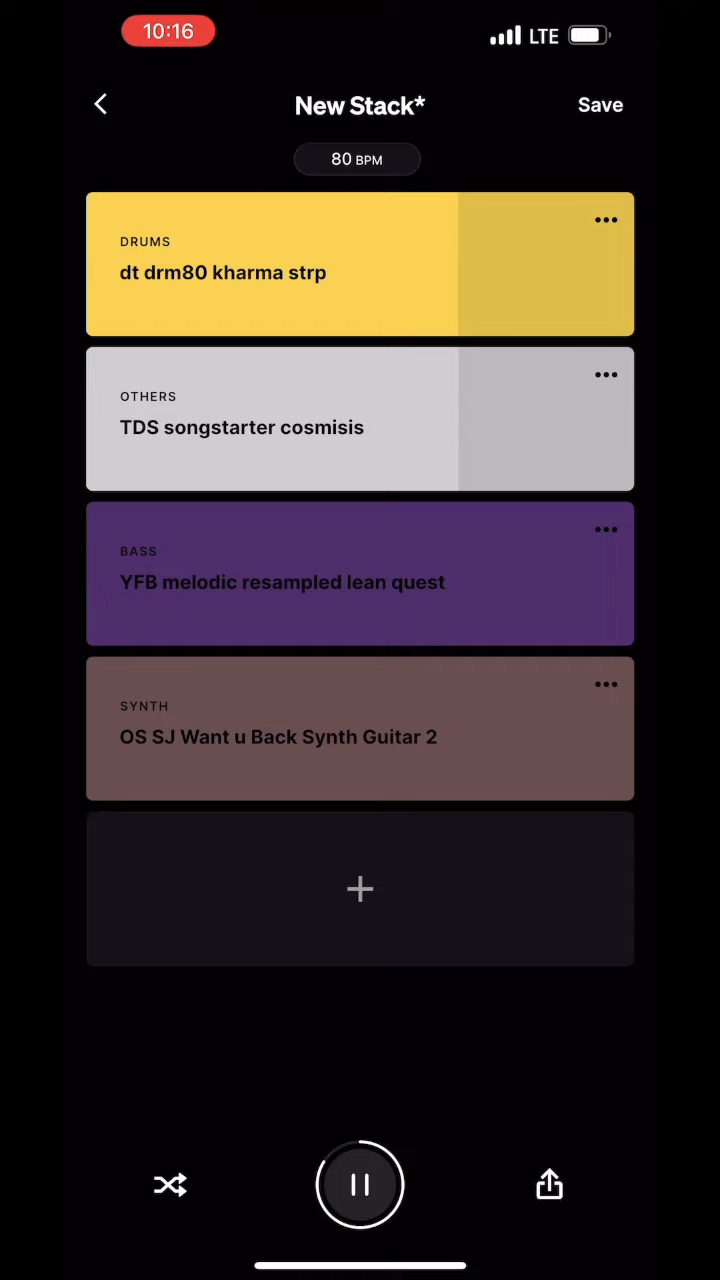 10:16
LTE
New Stack*
Save
80 BPM
DRUMS
dt drm80 kharma strp
OTHERS
TDS songstarter cosmisis
BASS
YFB melodic resampled lean quest
SYNTH
OS SJ Want u Back Synth Guitar 2